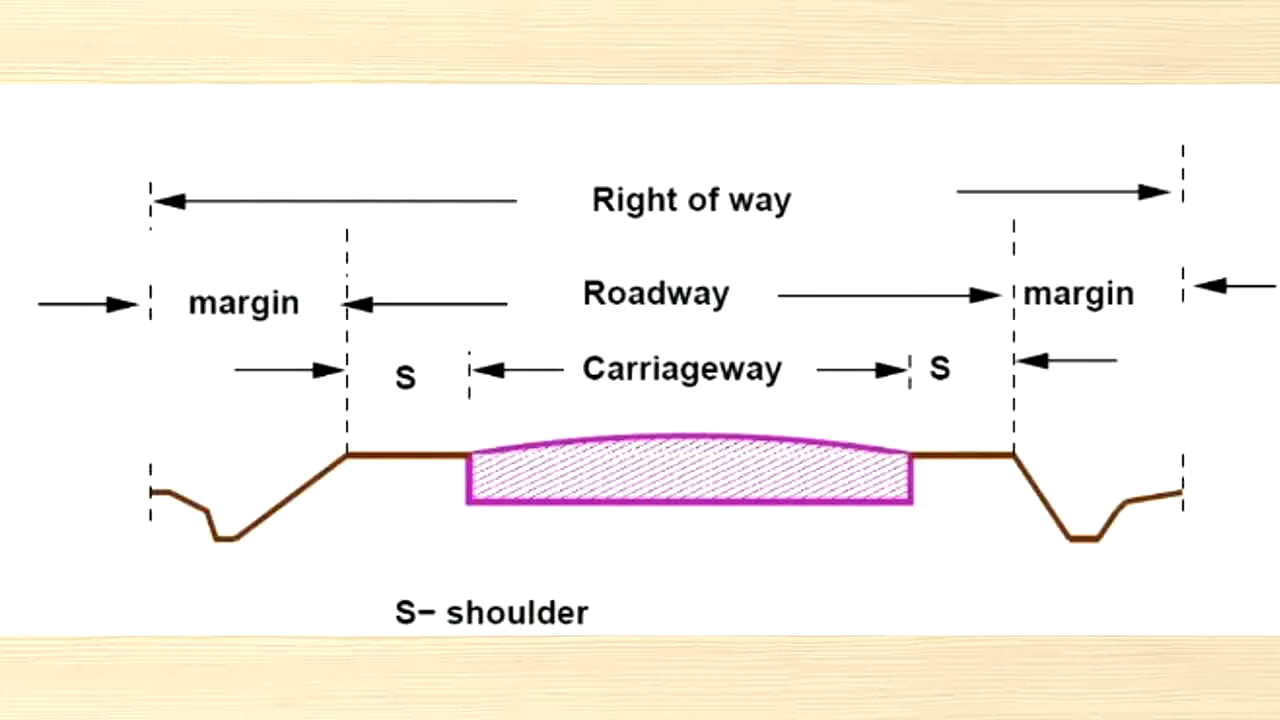 Right of way
margin Roadway margin
S Carriageway S
S− shoulder